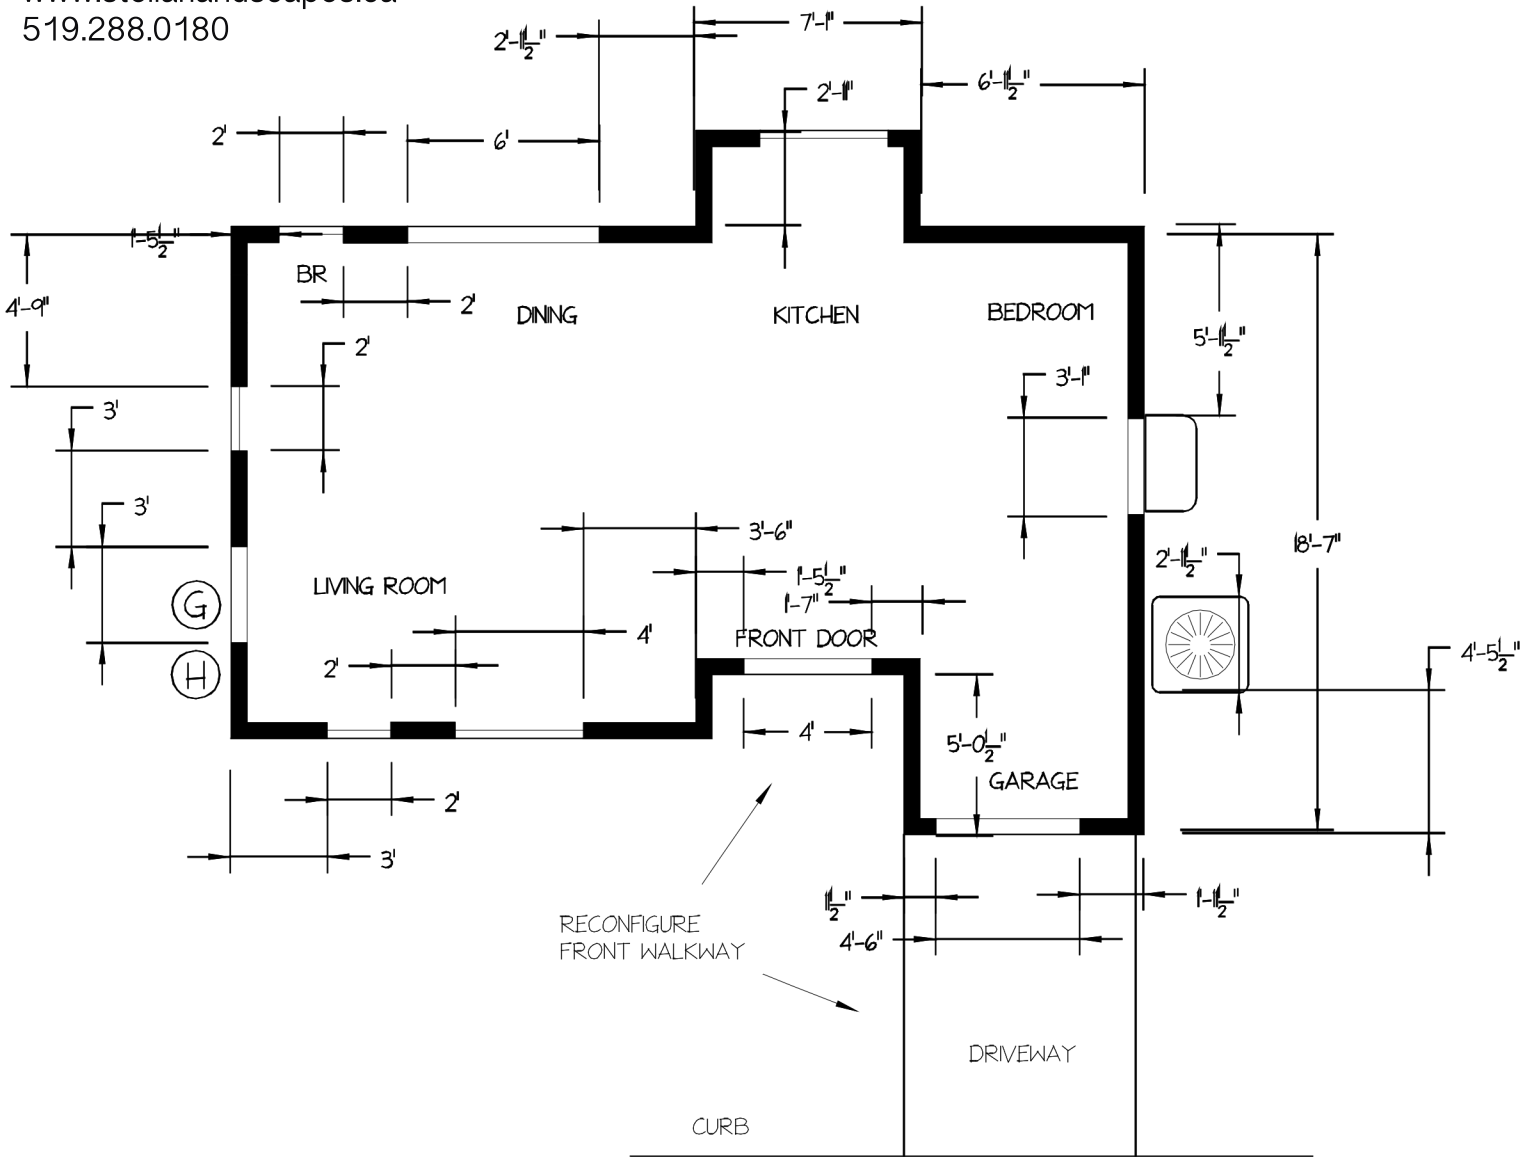 519.288.0180
7'-1"
2'-1½"
6'-1½"
2'-1"
2'
6'
1'-5½"
BR
4'-9"
2'
DINING
KITCHEN
BEDROOM
5'-1½"
2'
3'-1"
3'
3'
3'-6"
18'-7"
2'-1½"
1'-5½"
LIVING ROOM
1'-7"
G
4'
FRONT DOOR
4'-5½"
2'
H
4'
5'-0½"
GARAGE
2'
3'
1½"
1'-1½"
RECONFIGURE
FRONT WALKWAY
4'-6"
DRIVEWAY
CURB